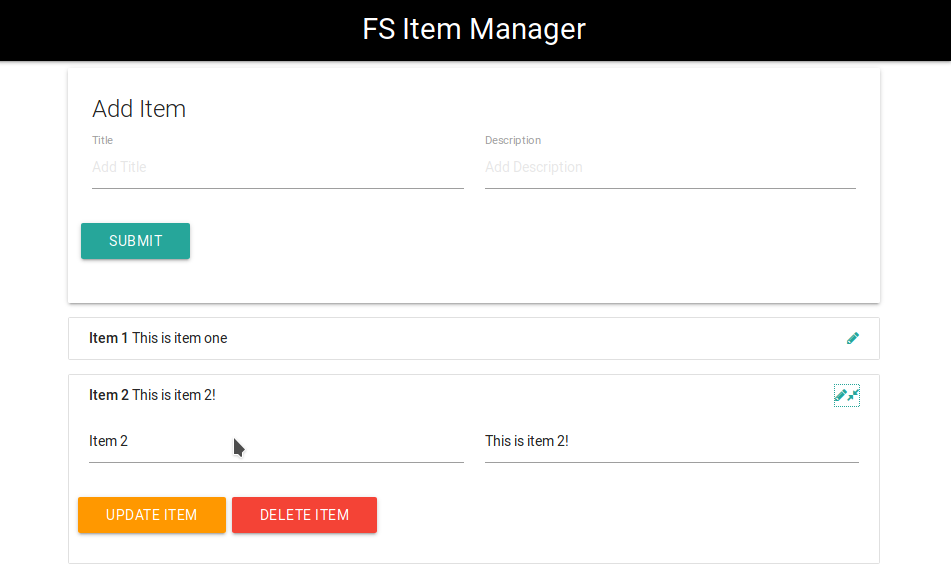 FS Item Manager
Add Item
Title Description
Add Title Add Description
SUBMIT
Item 1 This is item one
Item 2 This is item 2!
Item 2 This is item 2!
UPDATE ITEM DELETE ITEM